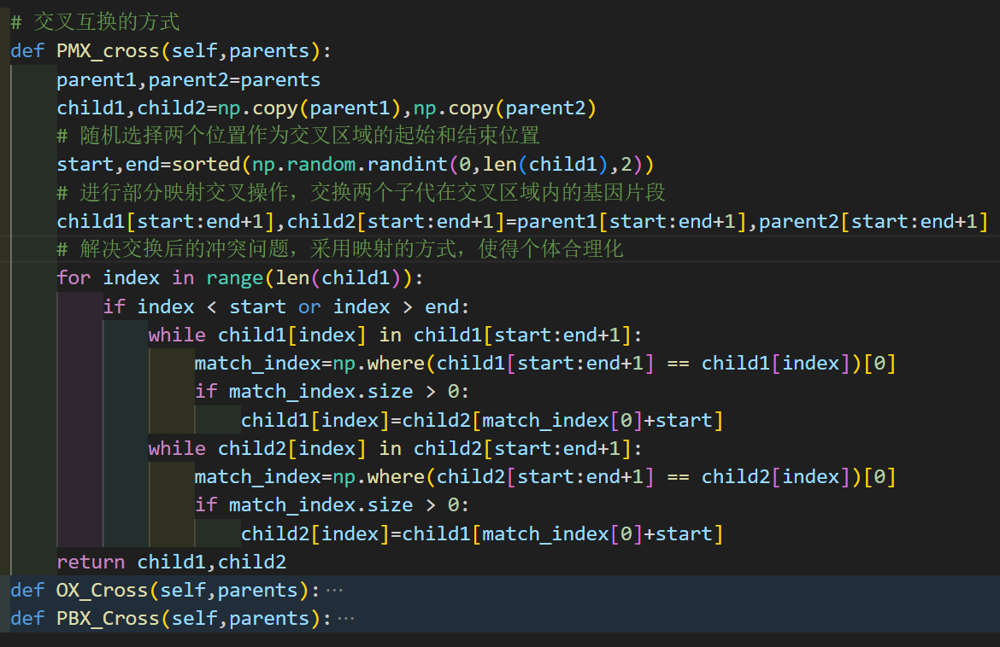 # 交叉互换的方式
def PMX_cross(self,parents):
parent1,parent2=parents
child1,child2=np.copy(parent1),np.copy(parent2)
# 随机选择两个位置作为交叉区域的起始和结束位置
start,end=sorted(np.random.randint(0,len(child1),2))
# 进行部分映射交叉操作，交换两个子代在交叉区域内的基因片段
child1[start:end+1],child2[start:end+1]=parent1[start:end+1],parent2[start:end+1]
# 解决交换后的冲突问题，采用映射的方式，使得个体合理化
for index in range(len(child1)):
if index < start or index > end:
while child1[index] in child1[start:end+1]:
match_index=np.where(child1[start:end+1] == child1[index])[0]
if match_index.size > 0:
child1[index]=child2[match_index[0]+start]
while child2[index] in child2[start:end+1]:
match_index=np.where(child2[start:end+1] == child2[index])[0]
if match_index.size > 0:
child2[index]=child1[match_index[0]+start]
return child1,child2
def OX_Cross(self,parents):···
def PBX_Cross(self,parents):···